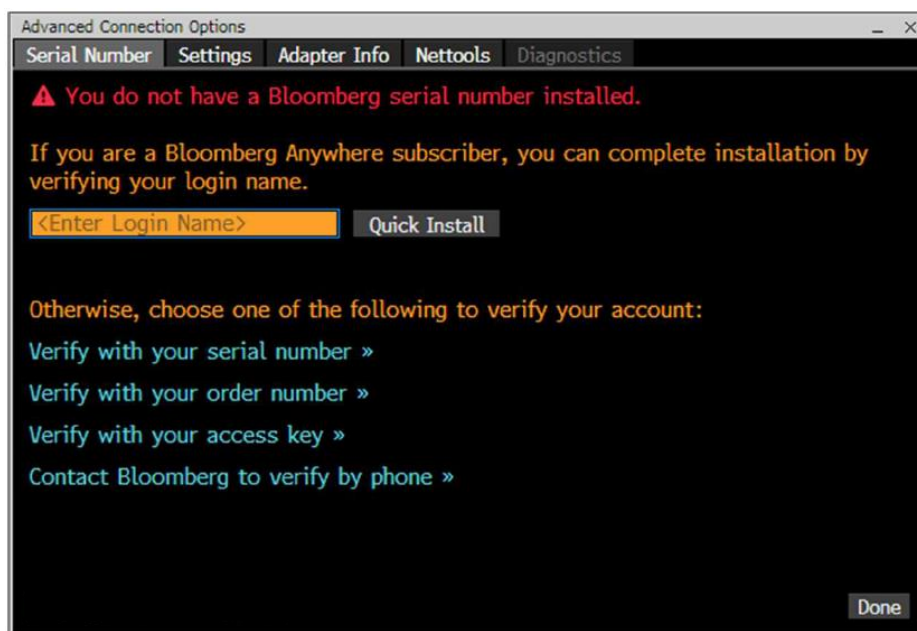 Advanced Connection Options
Serial Number Settings Adapter Info Nettools Diagnostics
You do not have a Bloomberg serial number installed.
If you are a Bloomberg Anywhere subscriber, you can complete installation by
verifying your login name.
<Enter Login Name> Quick Install
Otherwise, choose one of the following to verify your account:
Verify with your serial number »
Verify with your order number »
Verify with your access key »
Contact Bloomberg to verify by phone »
Done